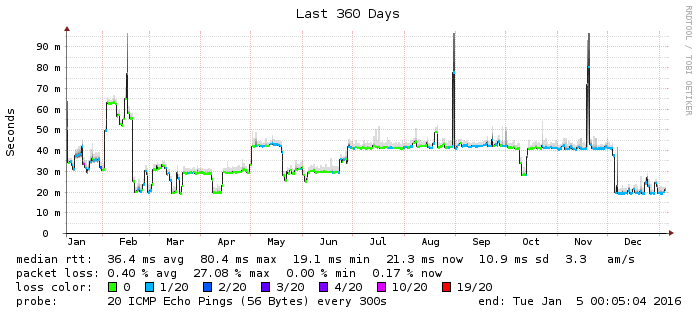 Last 360 Days
RRDTOOL / TOBI OETIKER
Seconds
90 m
80 m
70 m
60 m
50 m
40 m
30 m
20 m
10 m
0
Jan Feb Mar Apr May Jun Jul Aug Sep Oct Nov Dec
median rtt: 36.4 ms avg 80.4 ms max 19.1 ms min 21.3 ms now 10.9 ms sd 3.3 am/s
packet loss: 0.40 % avg 27.08 % max 0.00 % min 0.17 % now
loss color: 0 1/20 2/20 3/20 4/20 10/20 19/20
probe: 20 ICMP Echo Pings (56 Bytes) every 300s end: Tue Jan 5 00:05:04 2016